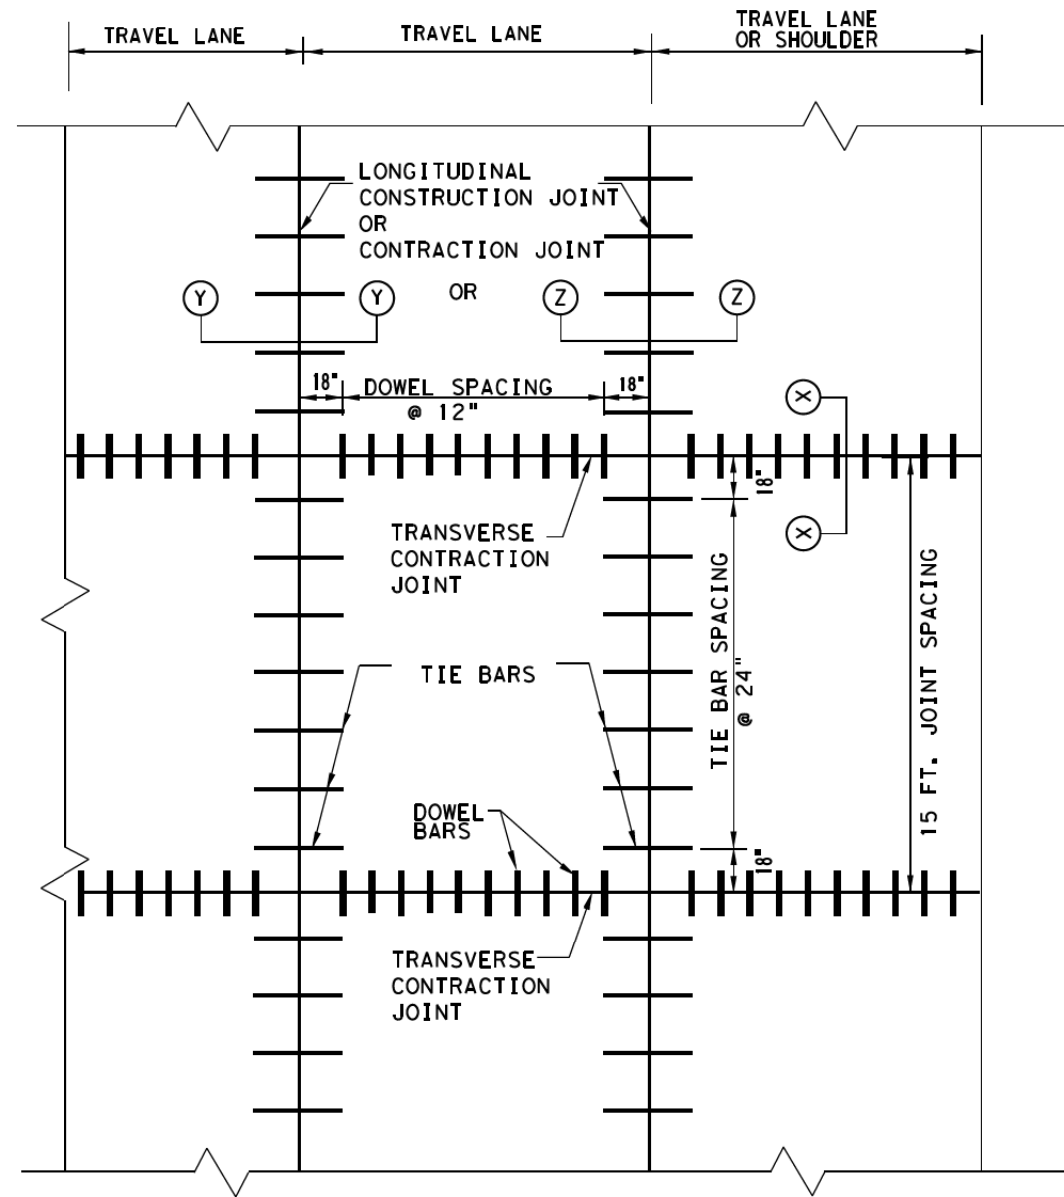 TRAVEL LANE
TRAVEL LANE
TRAVEL LANE
OR SHOULDER
LONGITUDINAL
CONSTRUCTION JOINT
OR
CONTRACTION JOINT
OR
Y
Y
Z
Z
18"
DOWEL SPACING
@ 12"
18"
X
X
18"
TRANSVERSE
CONTRACTION
JOINT
TIE BAR SPACING
@ 24"
15 FT. JOINT SPACING
TIE BARS
DOWEL
BARS
18"
TRANSVERSE
CONTRACTION
JOINT